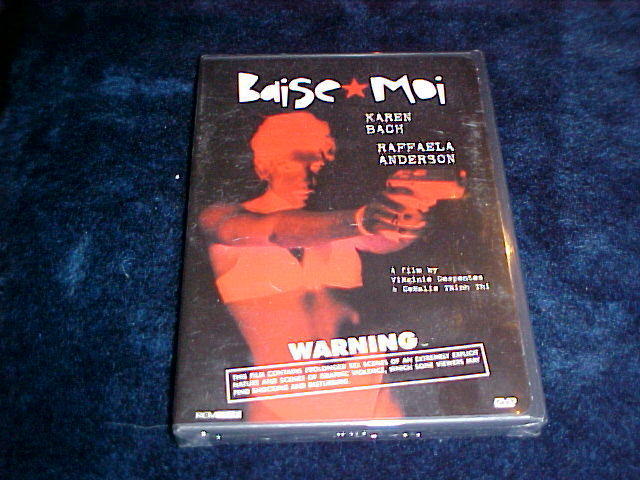 Baise★Moi
KAREN
BACH
RAFFAELA
ANDERSON
A film by
Virginie Despentes
& Coralie Trinh Thi
WARNING
THIS FILM CONTAINS PROLONGED SEX SCENES OF AN EXTREMELY EXPLICIT
NATURE AND SCENES OF GRAPHIC VIOLENCE, WHICH SOME VIEWERS MAY
FIND SHOCKING AND DISTURBING.
DVD